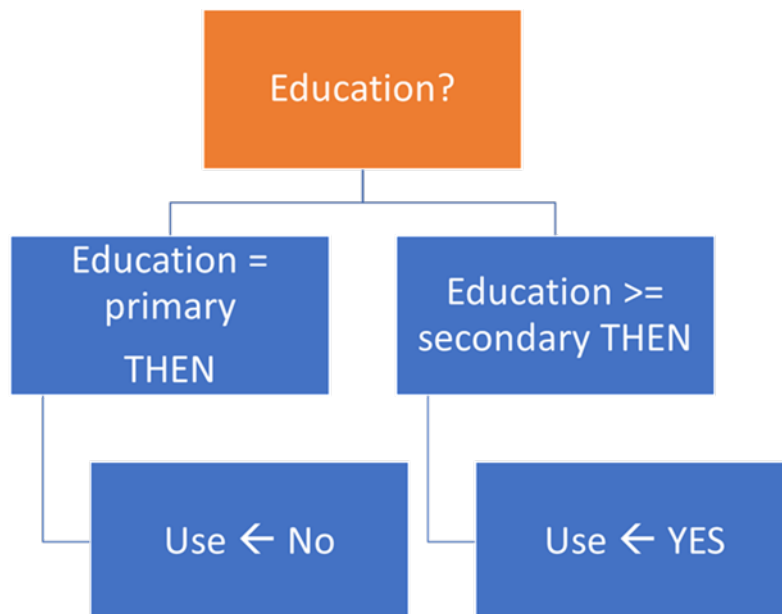 Education?
Education =
primary
THEN
Education >=
secondary THEN
Use ← No
Use ← YES